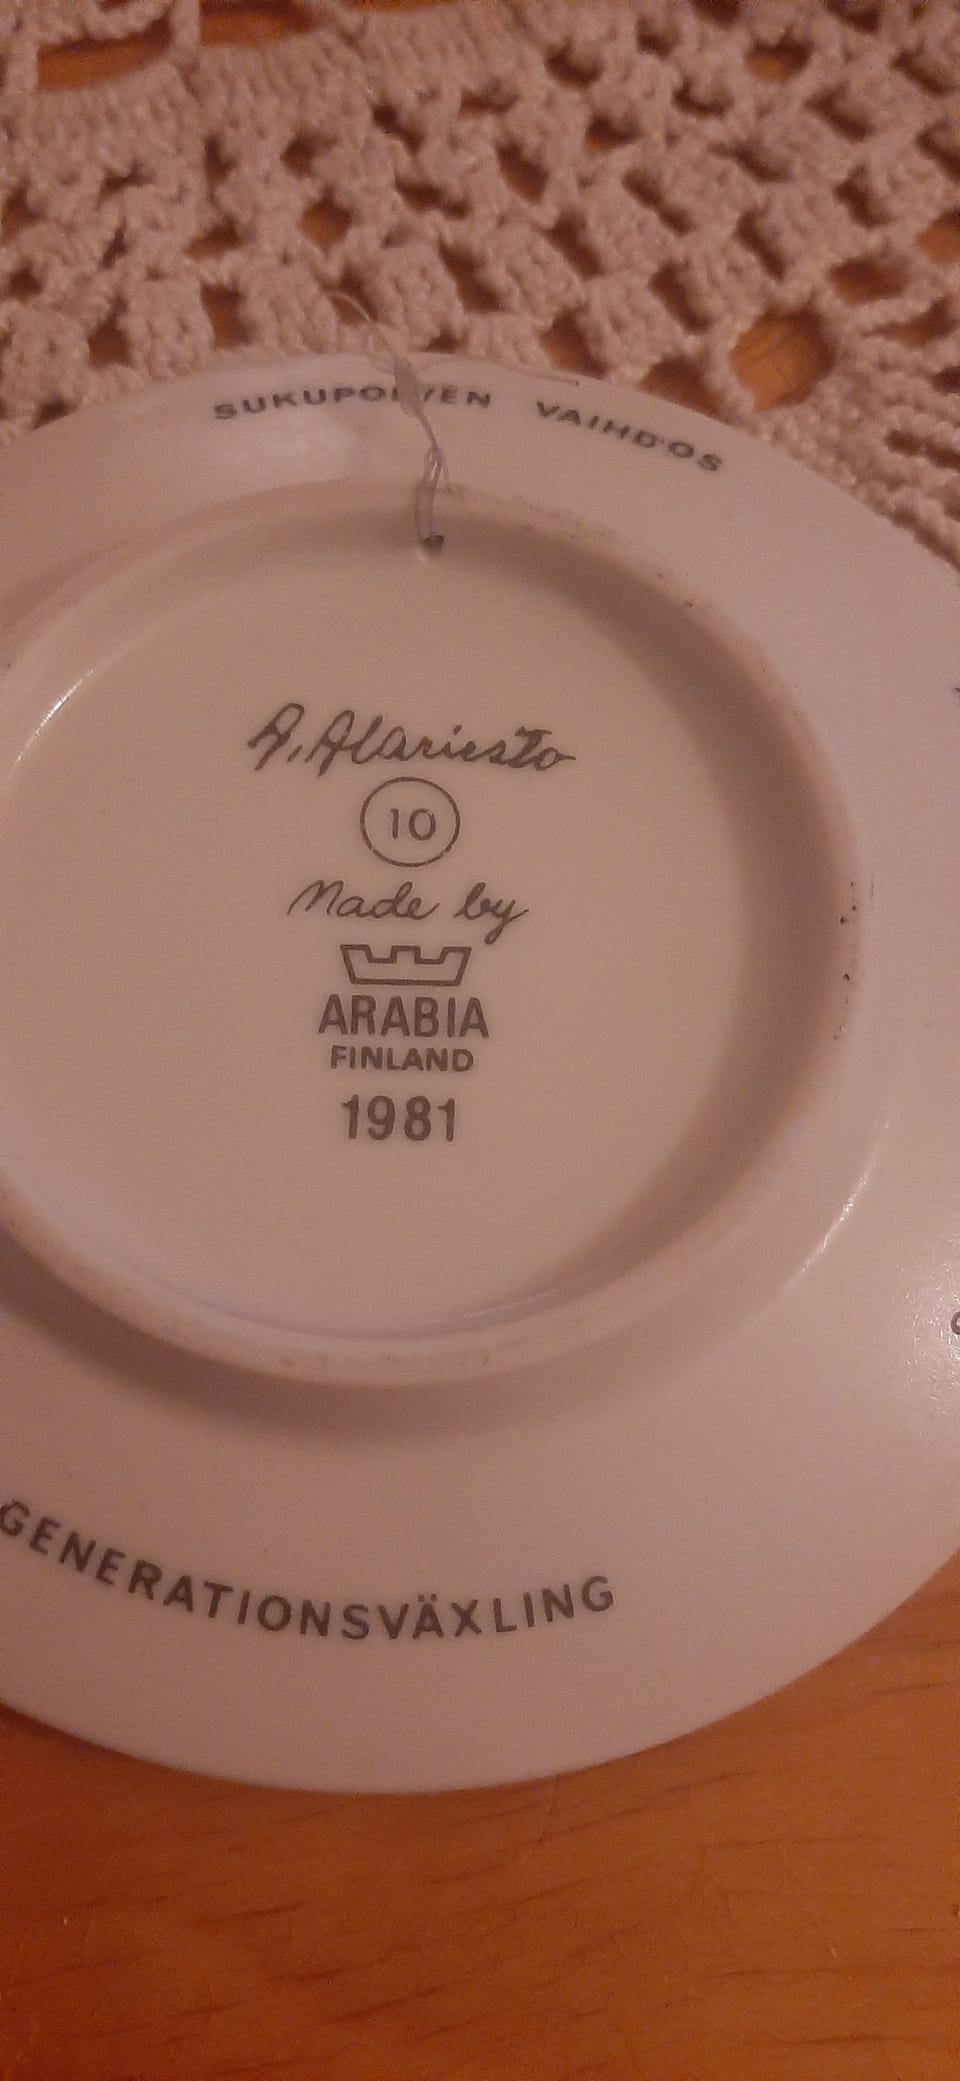 SUKUPOLVEN VAIHDOS
A. Alariesto
10
Made by
ARABIA
FINLAND
1981
GENERATIONSVÄXLING